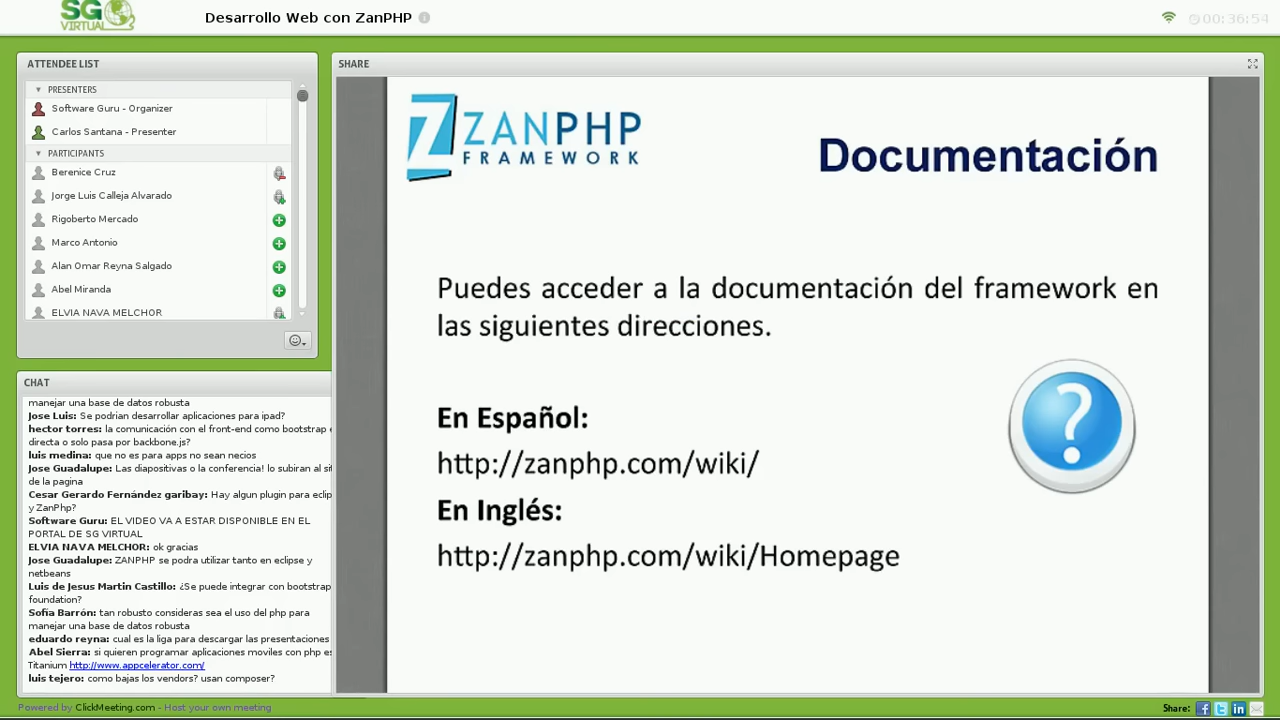 SG
VIRTUAL
Desarrollo Web con ZanPHP
00:36:54
ATTENDEE LIST
PRESENTERS
Software Guru - Organizer
Carlos Santana - Presenter
PARTICIPANTS
Berenice Cruz
Jorge Luis Calleja Alvarado
Rigoberto Mercado
Marco Antonio
Alan Omar Reyna Salgado
Abel Miranda
ELVIA NAVA MELCHOR
CHAT
manejar una base de datos robusta
Jose Luis: Se podrian desarrollar aplicaciones para ipad?
hector torres: la comunicación con el front-end como bootstrap
directa o solo pasa por backbone.js?
luis medina: que no es para apps no sean necios
Jose Guadalupe: Las diapositivas o la conferencia! lo subiran al
de la pagina
Cesar Gerardo Fernández garibay: Hay algun plugin para
y ZanPhp?
Software Guru: EL VIDEO VA A ESTAR DISPONIBLE EN EL
PORTAL DE SG VIRTUAL
ELVIA NAVA MELCHOR: ok gracias
Jose Guadalupe: ZANPHP se podra utilizar tanto en eclipse y
netbeans
Luis de Jesus Martin Castillo: ¿Se puede integrar con bootstrap
foundation?
Sofía Barrón: tan robusto consideras sea el uso del php para
manejar una base de datos robusta
eduardo reyna: cual es la liga para descargar las presentaciones
Abel Sierra: si quieren programar aplicaciones moviles con php
Titanium http://www.appcelerator.com/
luis tejero: como bajas los vendors? usan composer?
SHARE
ZANPHP
FRAMEWORK
Documentación
Puedes acceder a la documentación del framework en
las siguientes direcciones.
En Español:
http://zanphp.com/wiki/
En Inglés:
http://zanphp.com/wiki/Homepage
?
Powered by ClickMeeting.com - Host your own meeting
Share: